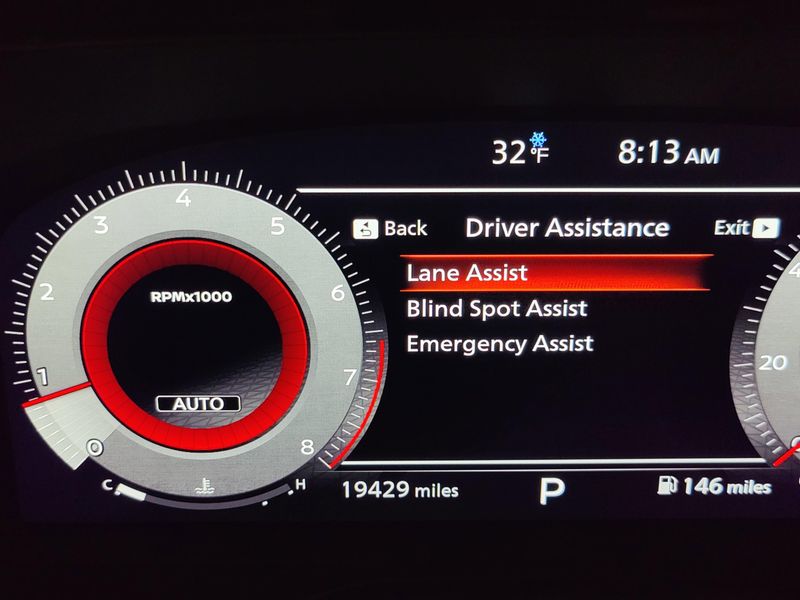 32°F
8:13 AM
Back
Driver Assistance
Exit
Lane Assist
Blind Spot Assist
Emergency Assist
0
1
2
3
4
5
6
7
8
RPMx1000
AUTO
C
H
20
19429 miles
P
146 miles